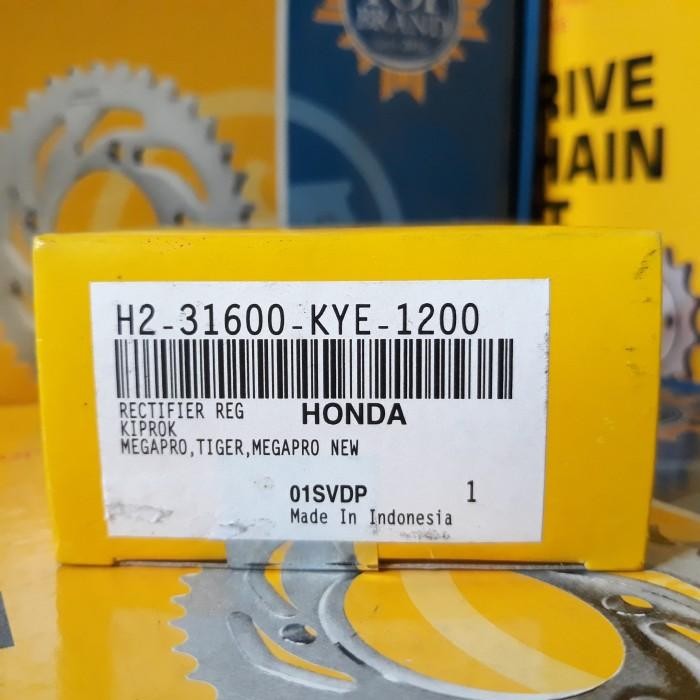 BRAND
RIVE
HAIN
T
H2-31600-KYE-1200
RECTIFIER REG HONDA
KIPROK
MEGAPRO,TIGER,MEGAPRO NEW
01SVDP 1
Made In Indonesia